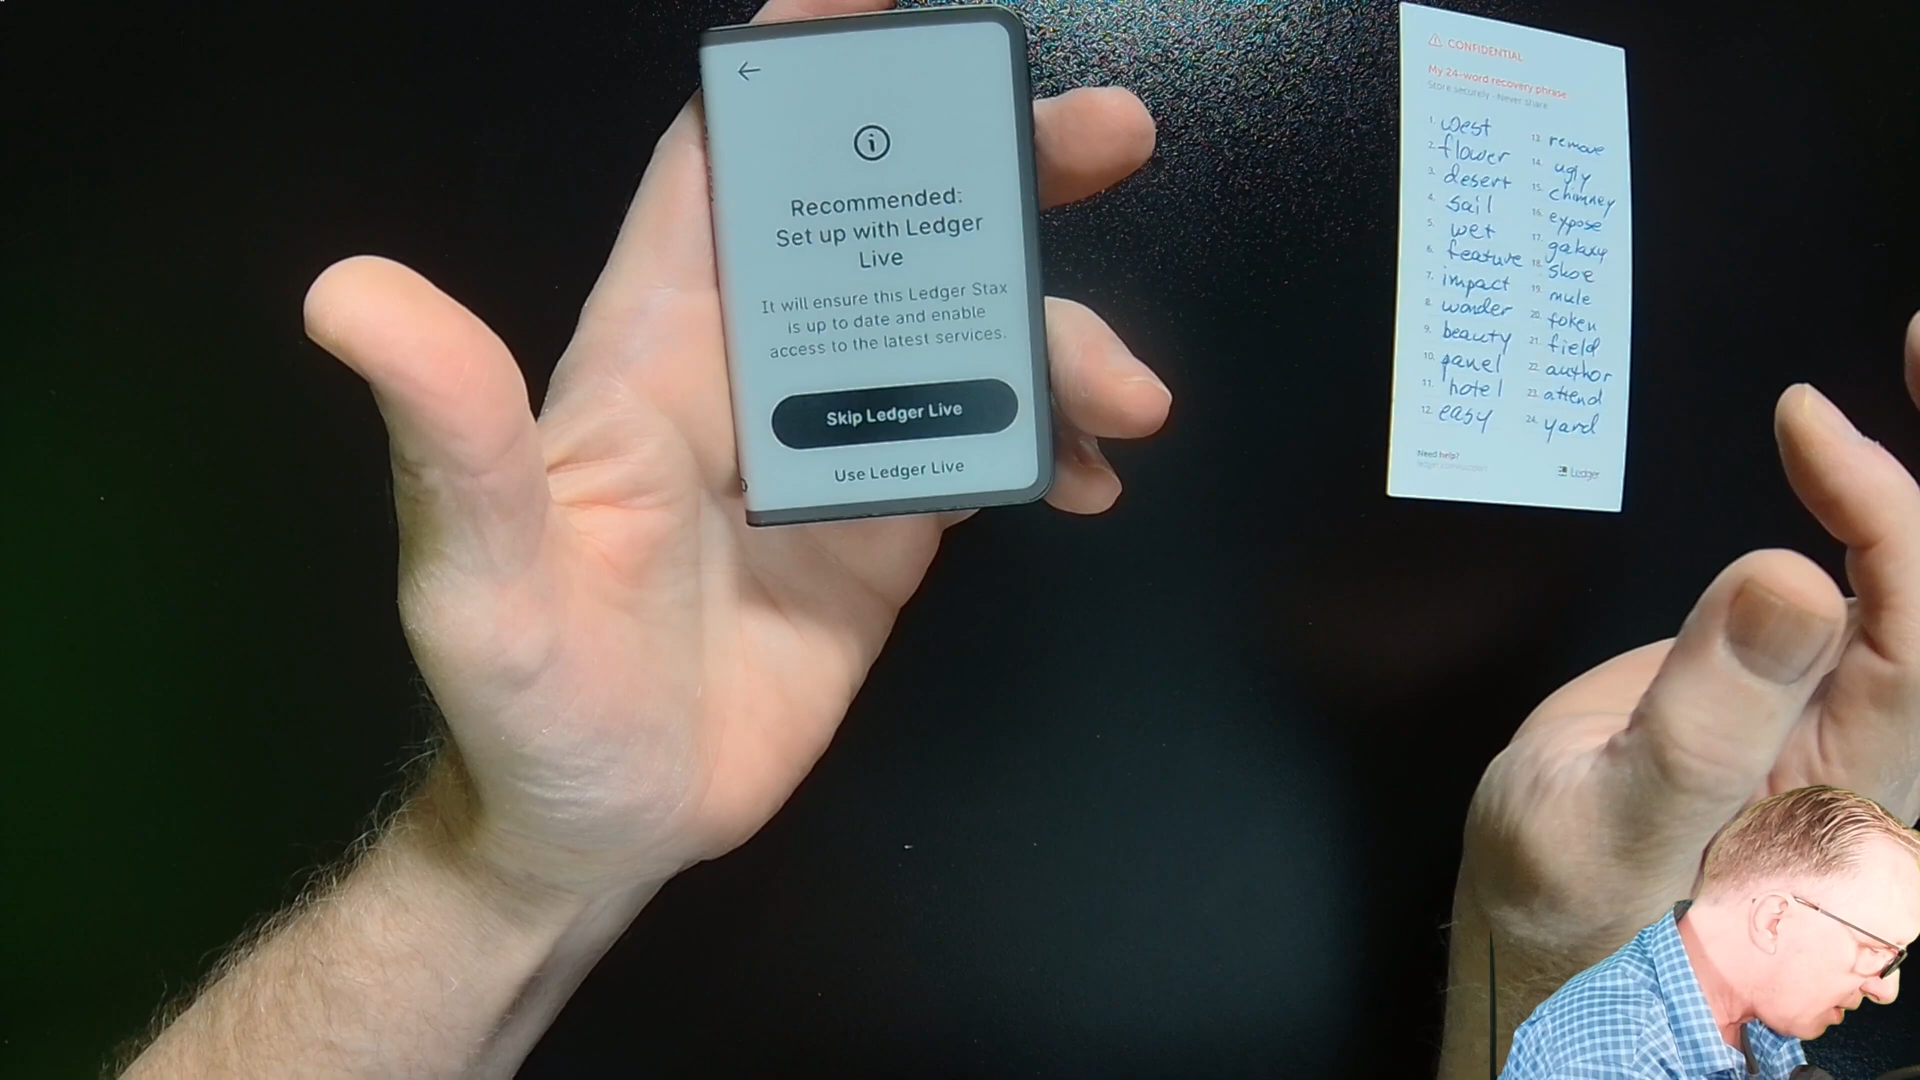 ←
i
Recommended:
Set up with Ledger
Live
It will ensure this Ledger Stax
is up to date and enable
access to the latest services.
Skip Ledger Live
Use Ledger Live
CONFIDENTIAL
My 24-word recovery phrase
Store securely - Never share
1. west
2. flower
3. desert
4. sail
5. wet
6. feature
7. impact
8. wonder
9. beauty
10. panel
11. hotel
12. easy
13. remove
14. ugly
15. chimney
16. expose
17. galaxy
18. shoe
19. mule
20. token
21. field
22. author
23. attend
24. yard
Need help?
Ledger